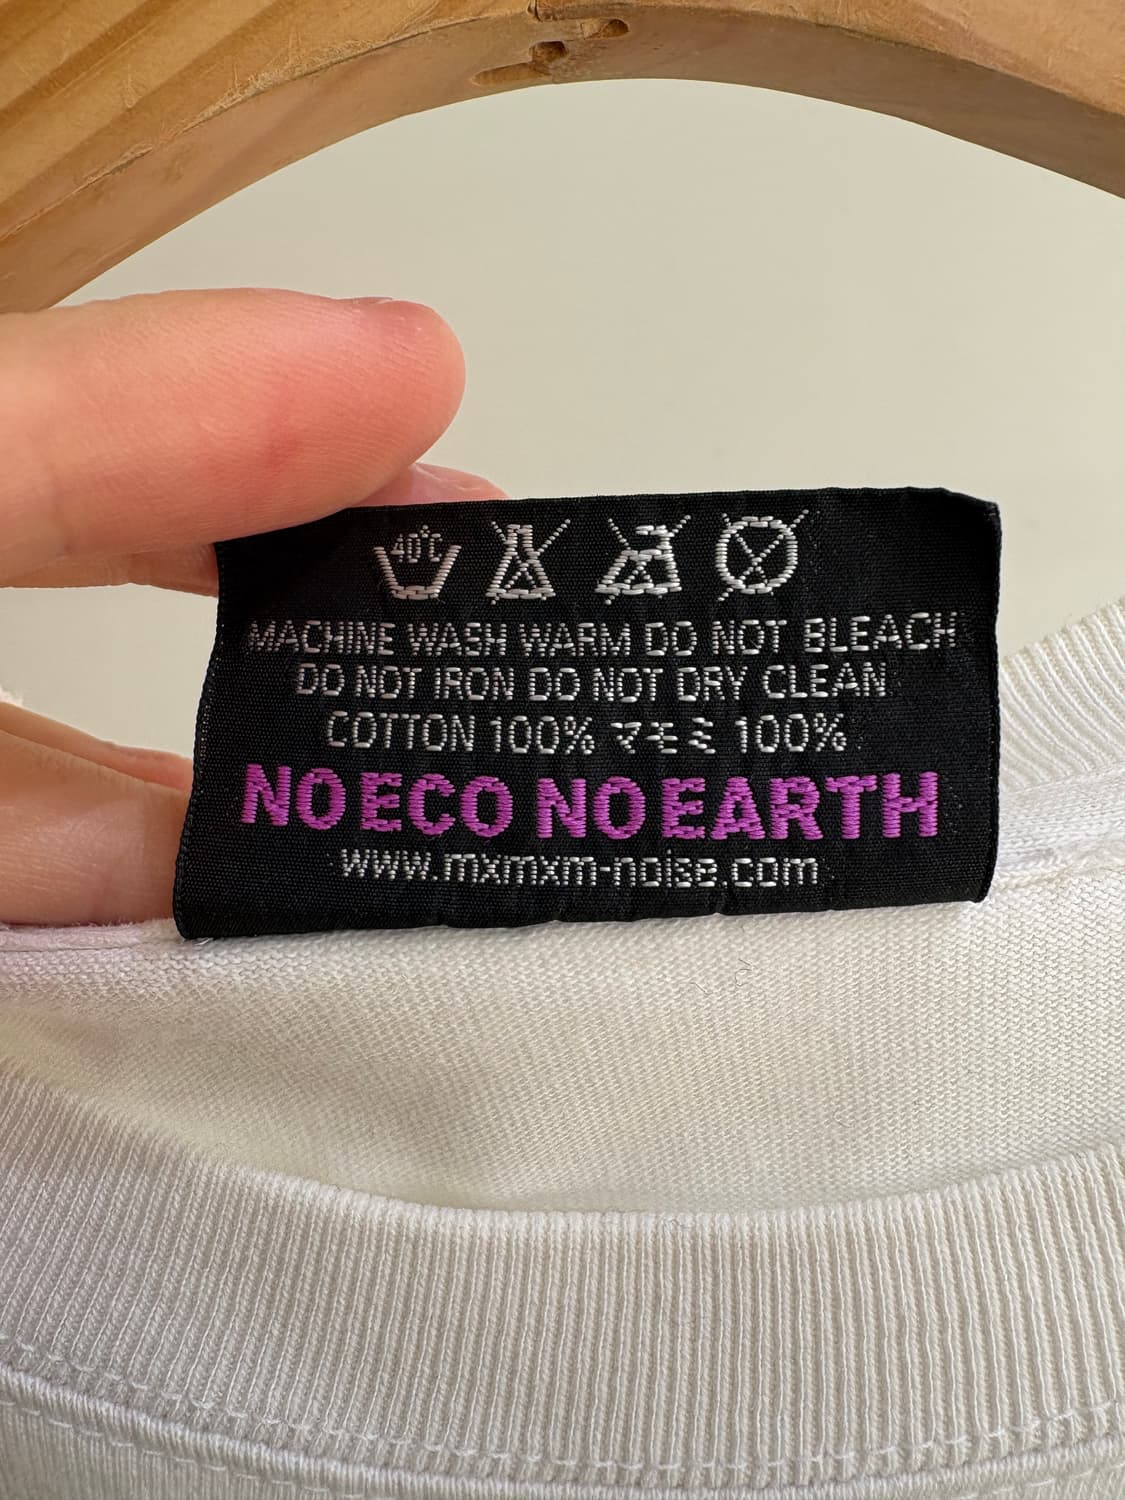 40°C
MACHINE WASH WARM DO NOT BLEACH
DO NOT IRON DO NOT DRY CLEAN
COTTON 100% マモミ 100%
NO ECO NO EARTH
www.mxmxm-noise.com